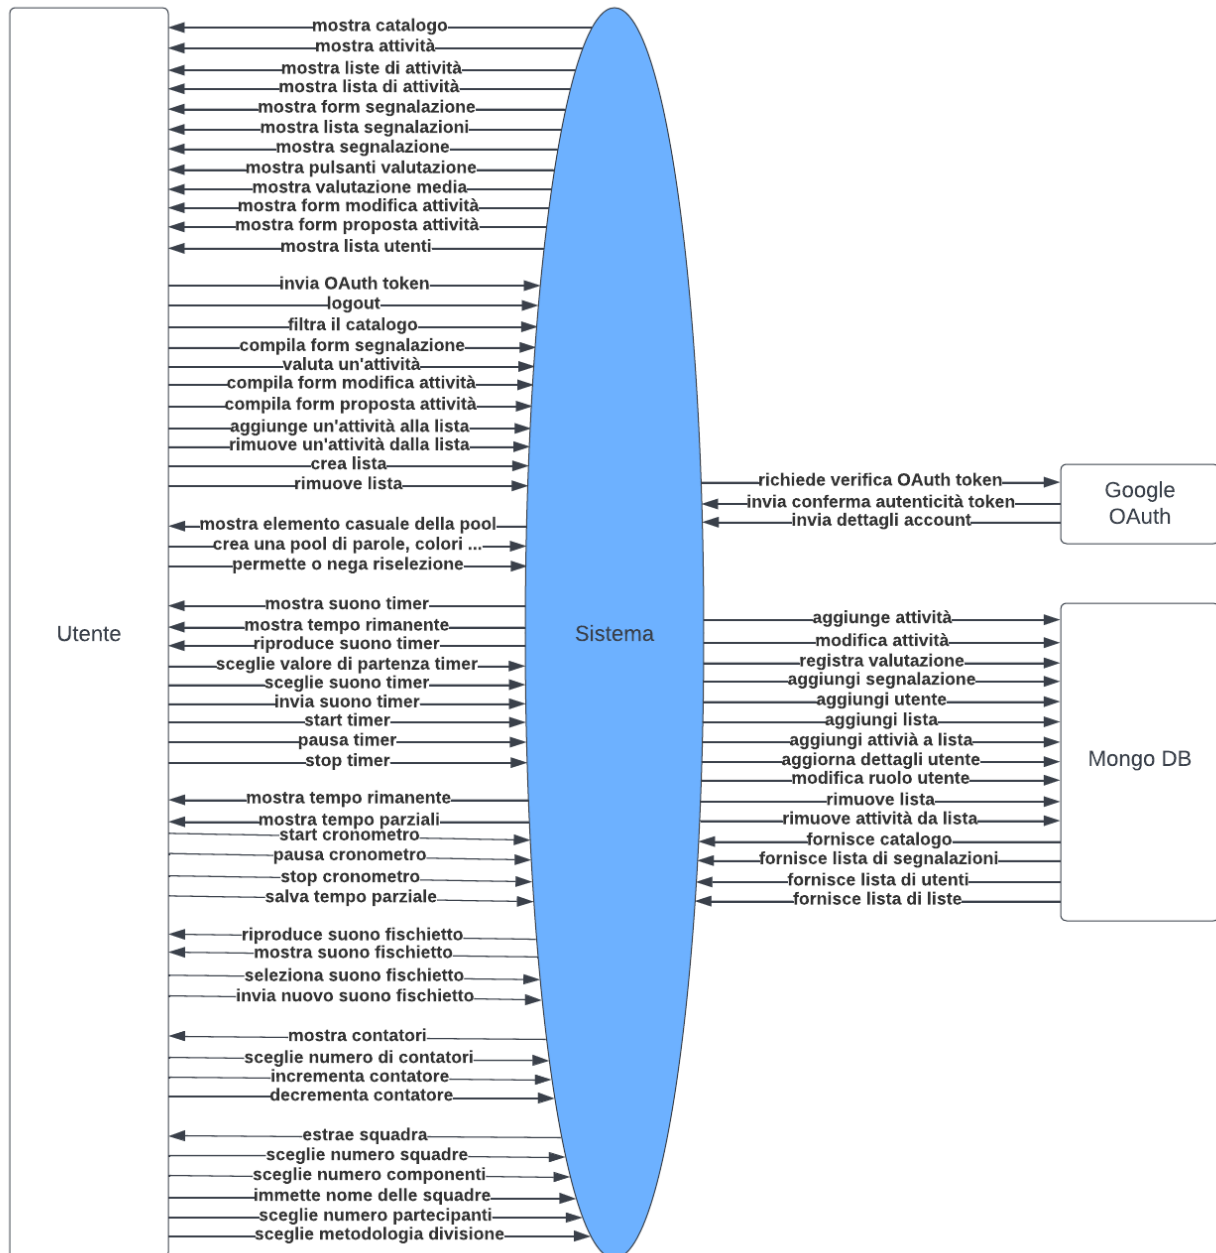 mostra catalogo
mostra attività
mostra liste di attività
mostra lista di attività
mostra form segnalazione
mostra lista segnalazioni
mostra segnalazione
mostra pulsanti valutazione
mostra valutazione media
mostra form modifica attività
mostra form proposta attività
mostra lista utenti
invia OAuth token
logout
filtra il catalogo
compila form segnalazione
valuta un'attività
compila form modifica attività
compila form proposta attività
aggiunge un'attività alla lista
rimuove un'attività dalla lista
crea lista
rimuove lista
mostra elemento casuale della pool
crea una pool di parole, colori ...
permette o nega riselezione
mostra suono timer
mostra tempo rimanente
riproduce suono timer
sceglie valore di partenza timer
sceglie suono timer
invia suono timer
start timer
pausa timer
stop timer
mostra tempo rimanente
mostra tempo parziali
start cronometro
pausa cronometro
stop cronometro
salva tempo parziale
riproduce suono fischietto
mostra suono fischietto
seleziona suono fischietto
invia nuovo suono fischietto
mostra contatori
sceglie numero di contatori
incrementa contatore
decrementa contatore
estrae squadra
sceglie numero squadre
sceglie numero componenti
immette nome delle squadre
sceglie numero partecipanti
sceglie metodologia divisione
Utente
Sistema
richiede verifica OAuth token
invia conferma autenticità token
invia dettagli account
Google
OAuth
aggiunge attività
modifica attività
registra valutazione
aggiungi segnalazione
aggiungi utente
aggiungi lista
aggiungi attivià a lista
aggiorna dettagli utente
modifica ruolo utente
rimuove lista
rimuove attività da lista
fornisce catalogo
fornisce lista di segnalazioni
fornisce lista di utenti
fornisce lista di liste
Mongo DB